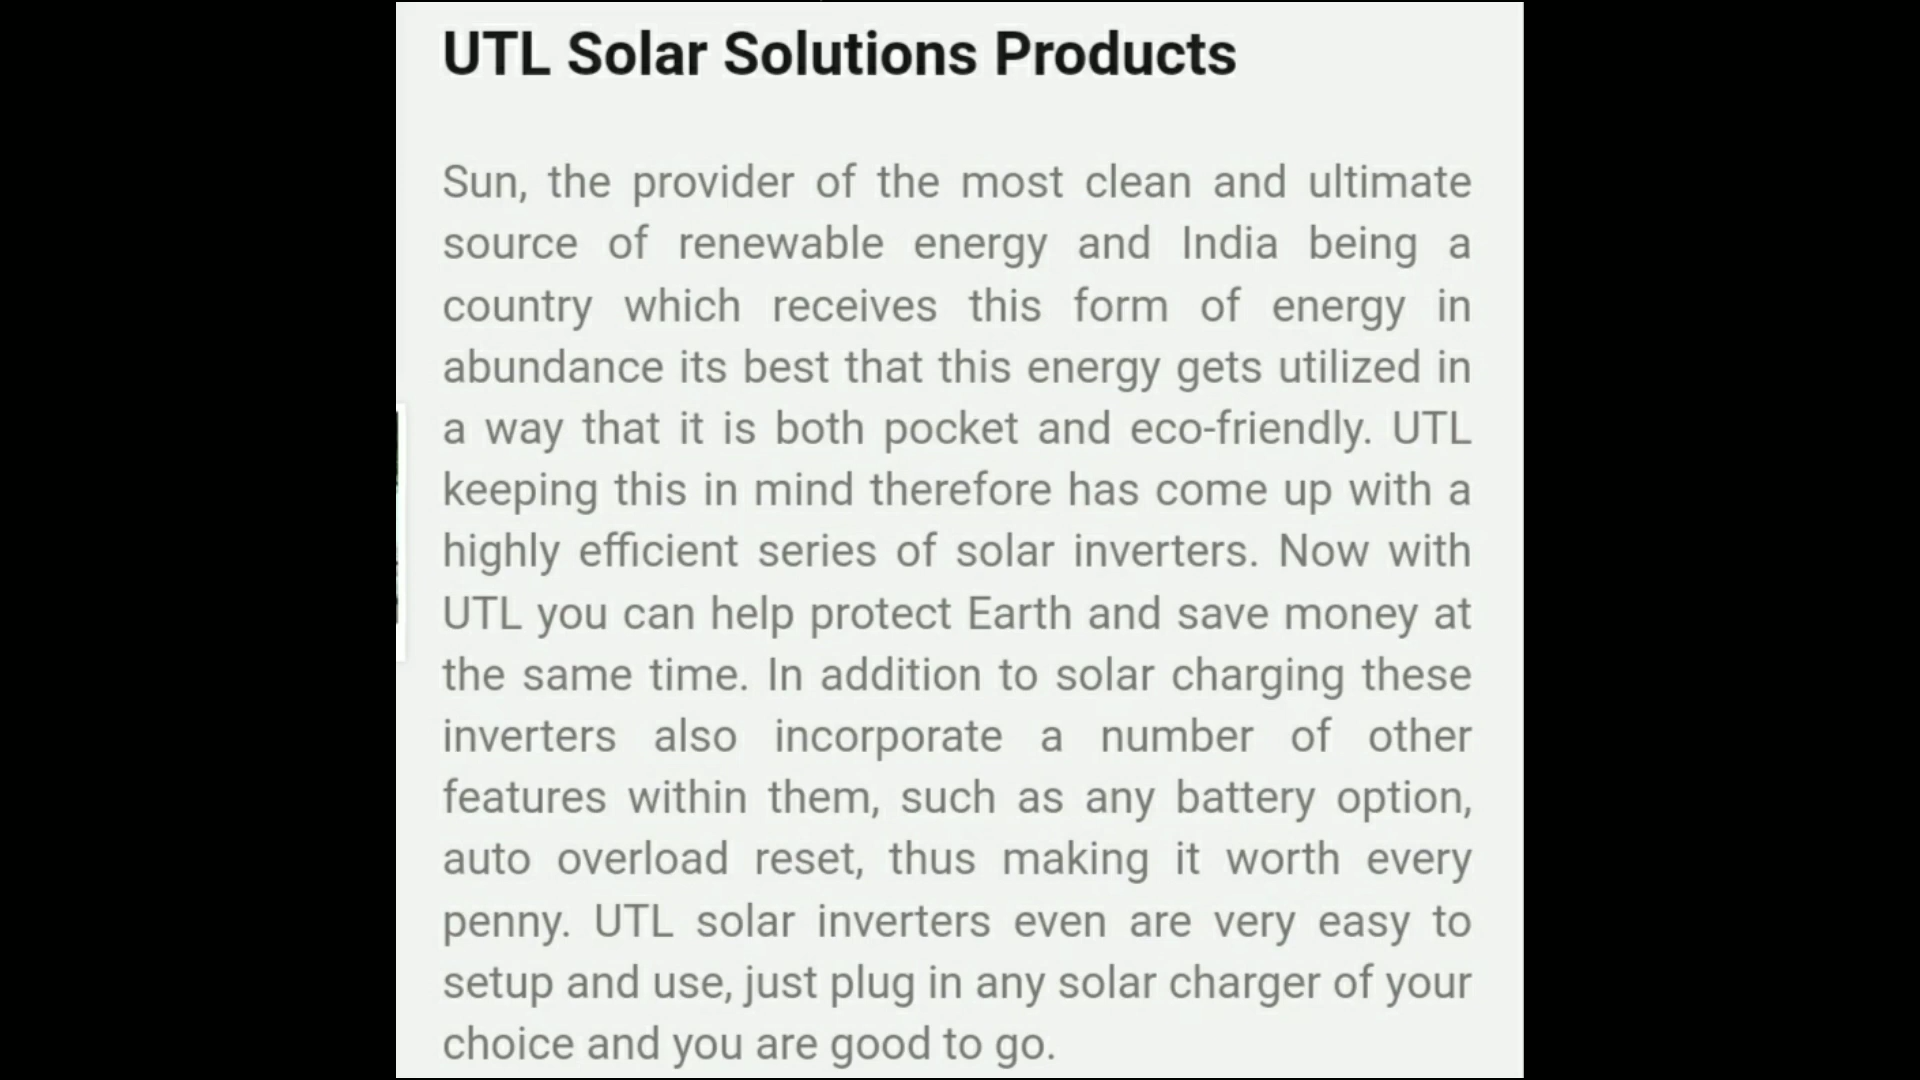 UTL Solar Solutions Products
Sun, the provider of the most clean and ultimate
source of renewable energy and India being a
country which receives this form of energy in
abundance its best that this energy gets utilized in
a way that it is both pocket and eco-friendly. UTL
keeping this in mind therefore has come up with a
highly efficient series of solar inverters. Now with
UTL you can help protect Earth and save money at
the same time. In addition to solar charging these
inverters also incorporate a number of other
features within them, such as any battery option,
auto overload reset, thus making it worth every
penny. UTL solar inverters even are very easy to
setup and use, just plug in any solar charger of your
choice and you are good to go.